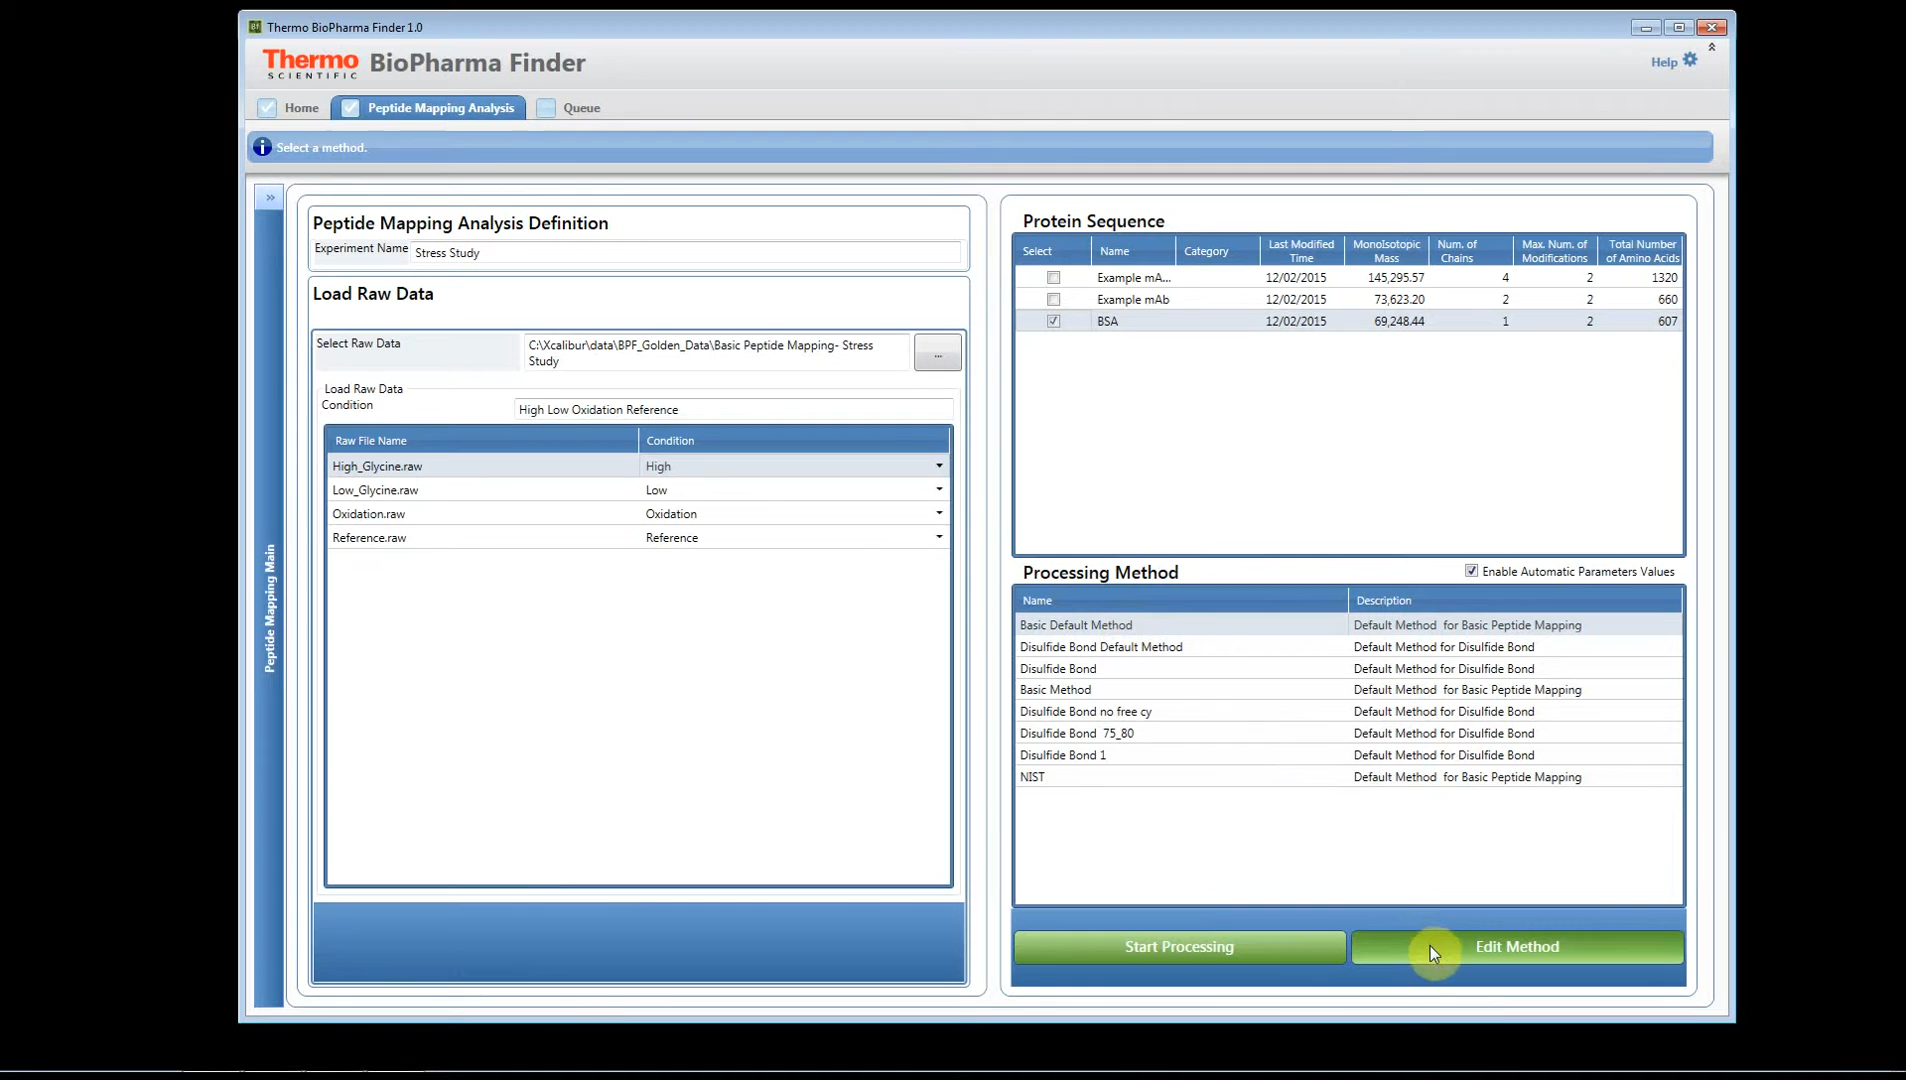 Thermo BioPharma Finder 1.0
Thermo
SCIENTIFIC
BioPharma Finder
Help
Home
Peptide Mapping Analysis
Queue
Select a method.
Peptide Mapping Main
Peptide Mapping Analysis Definition
Experiment Name Stress Study
Load Raw Data
Select Raw Data
C:\Xcalibur\data\BPF_Golden_Data\Basic Peptide Mapping- Stress
Study
...
Load Raw Data
Condition
High Low Oxidation Reference
Raw File Name Condition
High_Glycine.raw High
Low_Glycine.raw Low
Oxidation.raw Oxidation
Reference.raw Reference
Protein Sequence
Select Name Category Last Modified Time MonoIsotopic Mass Num. of Chains Max. Num. of Modifications Total Number of Amino Acids
Example mA... 12/02/2015 145,295.57 4 2 1320
Example mAb 12/02/2015 73,623.20 2 2 660
BSA 12/02/2015 69,248.44 1 2 607
Processing Method
Enable Automatic Parameters Values
Name Description
Basic Default Method Default Method for Basic Peptide Mapping
Disulfide Bond Default Method Default Method for Disulfide Bond
Disulfide Bond Default Method for Disulfide Bond
Basic Method Default Method for Basic Peptide Mapping
Disulfide Bond no free cy Default Method for Disulfide Bond
Disulfide Bond 75_80 Default Method for Disulfide Bond
Disulfide Bond 1 Default Method for Disulfide Bond
NIST Default Method for Basic Peptide Mapping
Start Processing
Edit Method